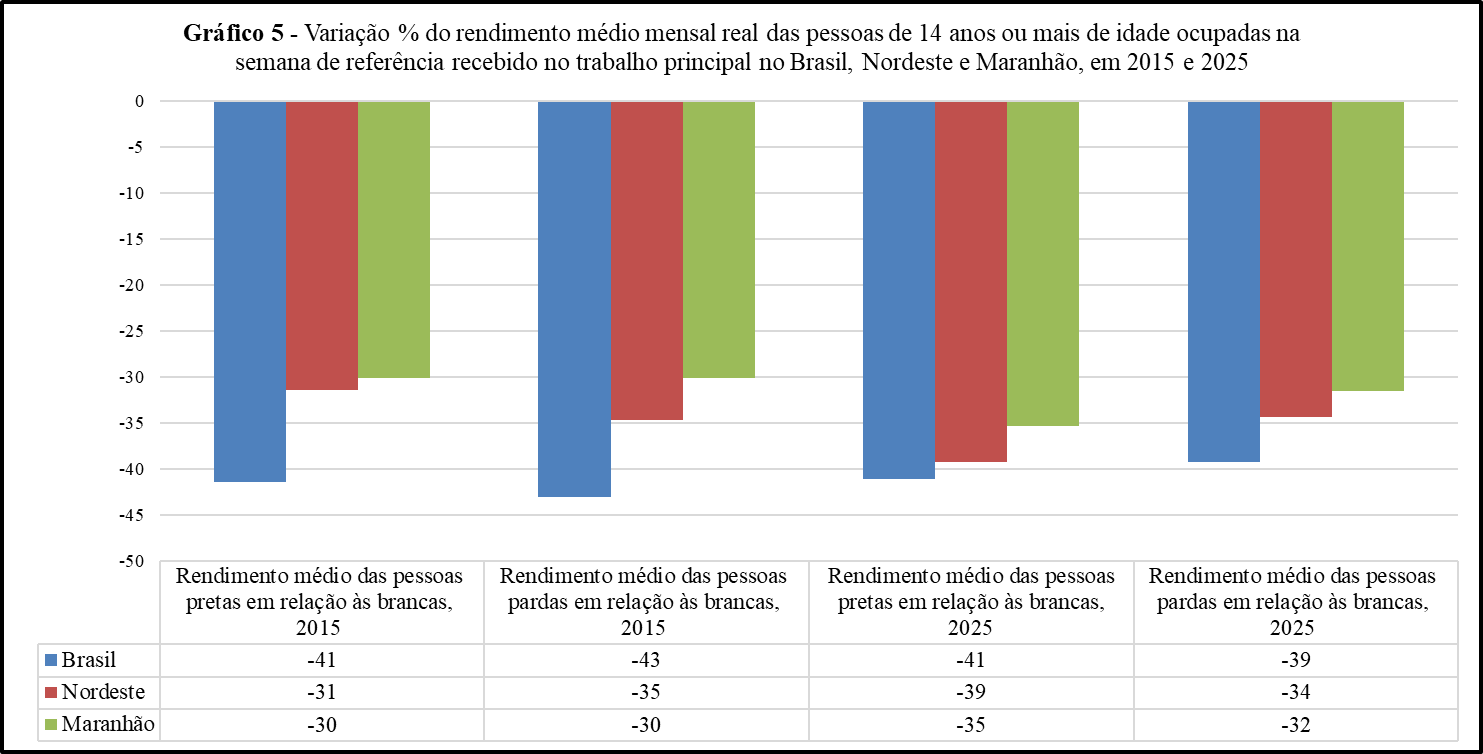 Gráfico 5 - Variação % do rendimento médio mensal real das pessoas de 14 anos ou mais de idade ocupadas na
semana de referência recebido no trabalho principal no Brasil, Nordeste e Maranhão, em 2015 e 2025
0
-5
-10
-15
-20
-25
-30
-35
-40
-45
-50
Rendimento médio das pessoas
pretas em relação às brancas,
2015
Rendimento médio das pessoas
pardas em relação às brancas,
2015
Rendimento médio das pessoas
pretas em relação às brancas,
2025
Rendimento médio das pessoas
pardas em relação às brancas,
2025
Brasil -41 -43 -41 -39
Nordeste -31 -35 -39 -34
Maranhão -30 -30 -35 -32